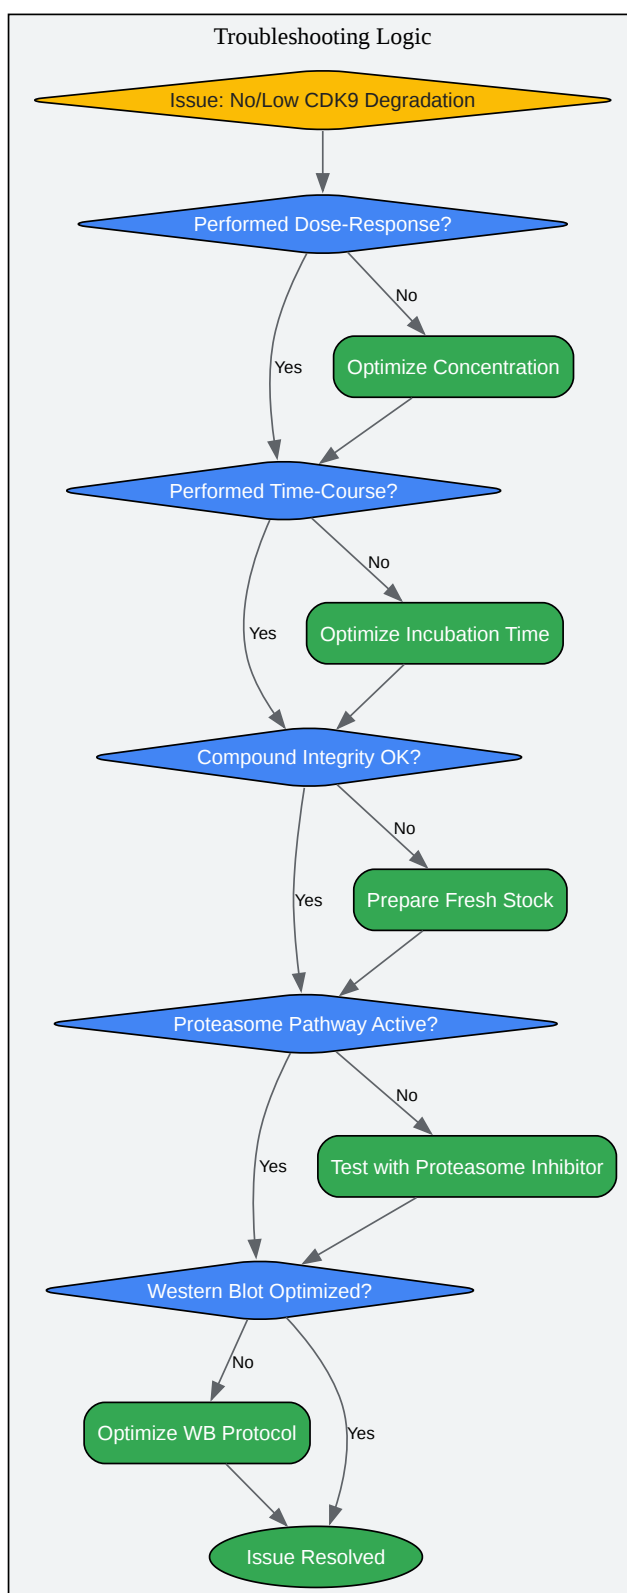 Troubleshooting Logic
Issue: No/Low CDK9 Degradation
Performed Dose-Response?
No
Yes
Optimize Concentration
Performed Time-Course?
No
Yes
Optimize Incubation Time
Compound Integrity OK?
No
Yes
Prepare Fresh Stock
Proteasome Pathway Active?
No
Yes
Test with Proteasome Inhibitor
Western Blot Optimized?
No
Optimize WB Protocol
Yes
Issue Resolved